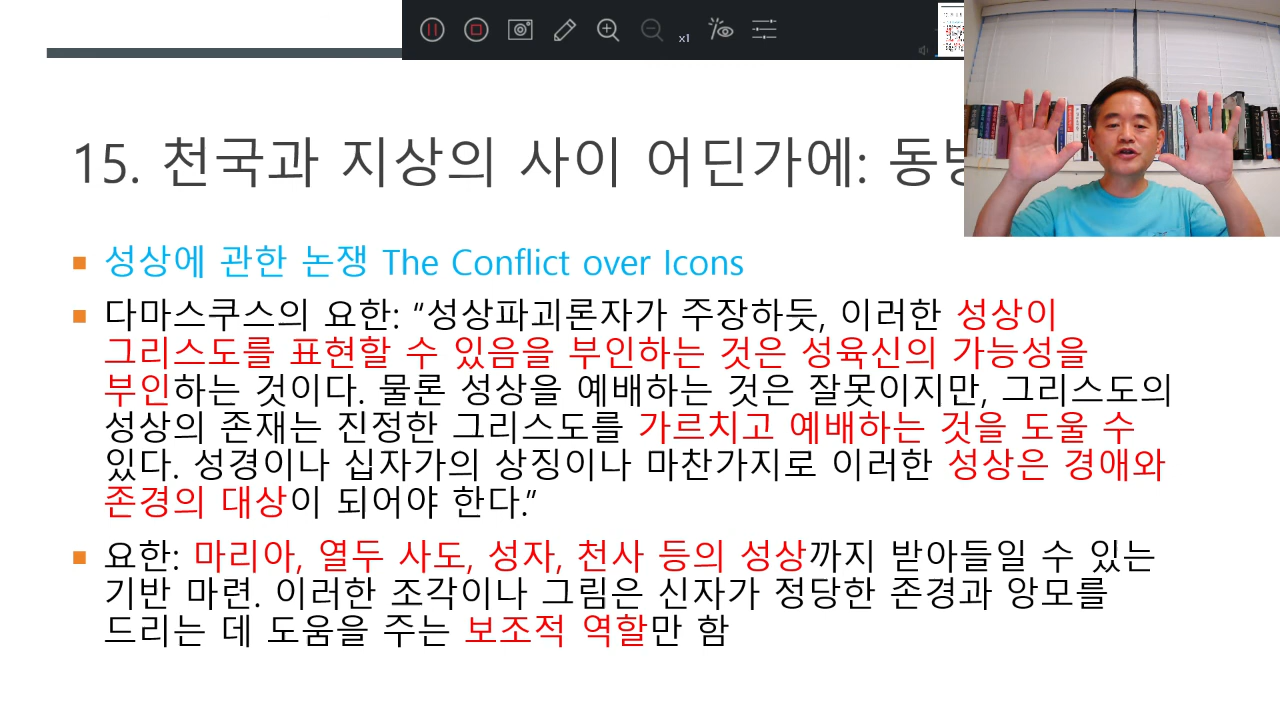 x1
15. 천국과 지상의 사이 어딘가에:
성상에 관한 논쟁 The Conflict over Icons
다마스쿠스의 요한: “성상파괴론자가 주장하듯, 이러한 성상이
그리스도를 표현할 수 있음을 부인하는 것은 성육신의 가능성을
부인하는 것이다. 물론 성상을 예배하는 것은 잘못이지만, 그리스도의
성상의 존재는 진정한 그리스도를 가르치고 예배하는 것을 도울 수
있다. 성경이나 십자가의 상징이나 마찬가지로 이러한 성상은 경애와
존경의 대상이 되어야 한다.”
요한: 마리아, 열두 사도, 성자, 천사 등의 성상까지 받아들일 수 있는
기반 마련. 이러한 조각이나 그림은 신자가 정당한 존경과 앙모를
드리는 데 도움을 주는 보조적 역할만 함